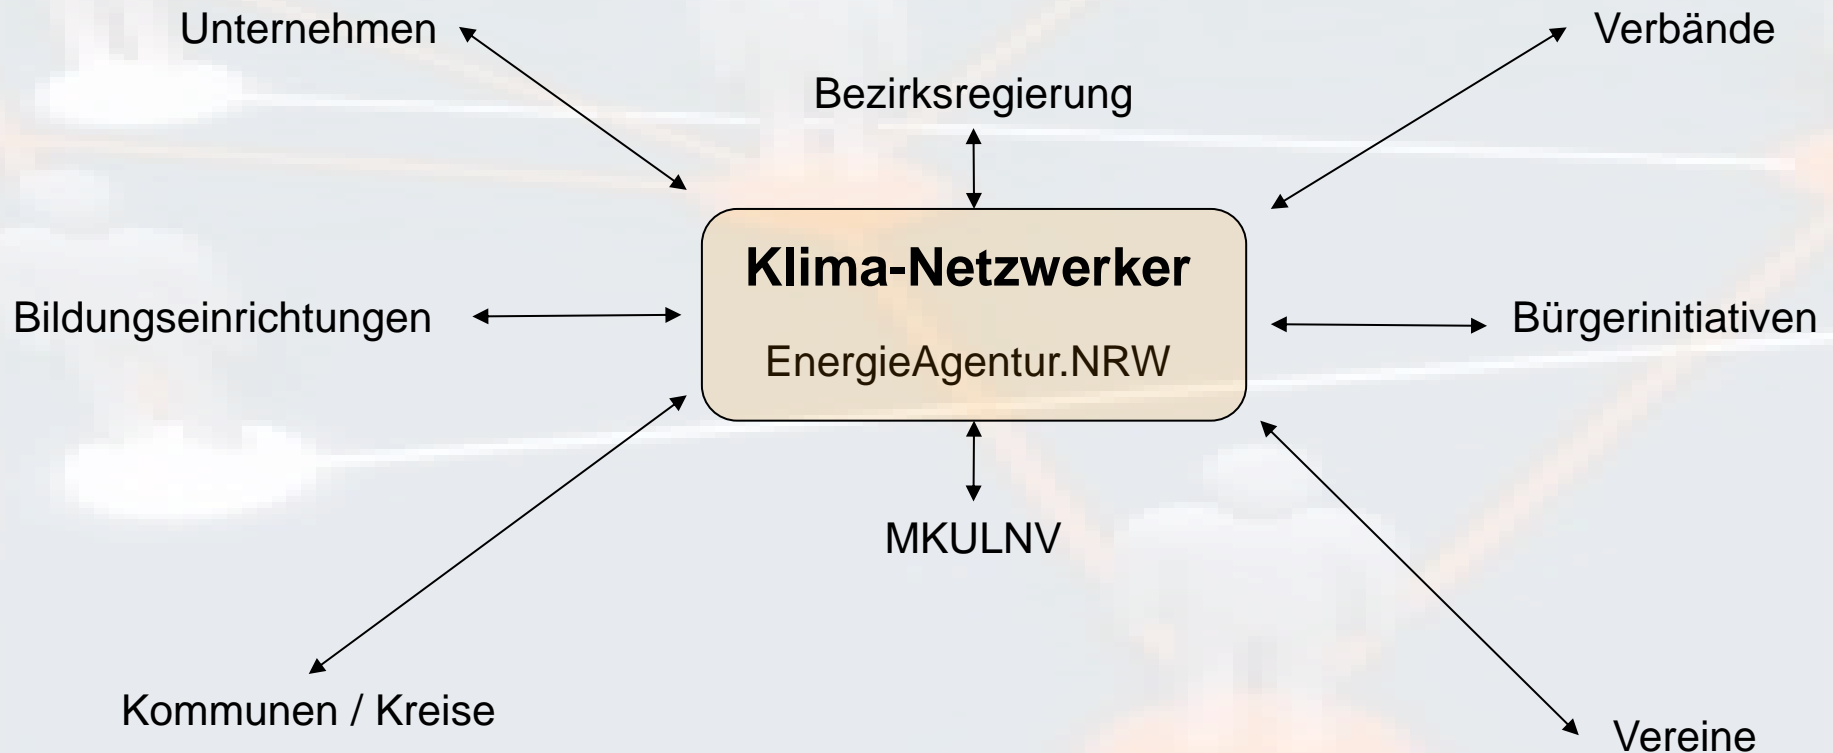 Unternehmen
Verbände
Bezirksregierung
Klima-Netzwerker
EnergieAgentur.NRW
Bildungseinrichtungen
Bürgerinitiativen
MKULNV
Kommunen / Kreise
Vereine